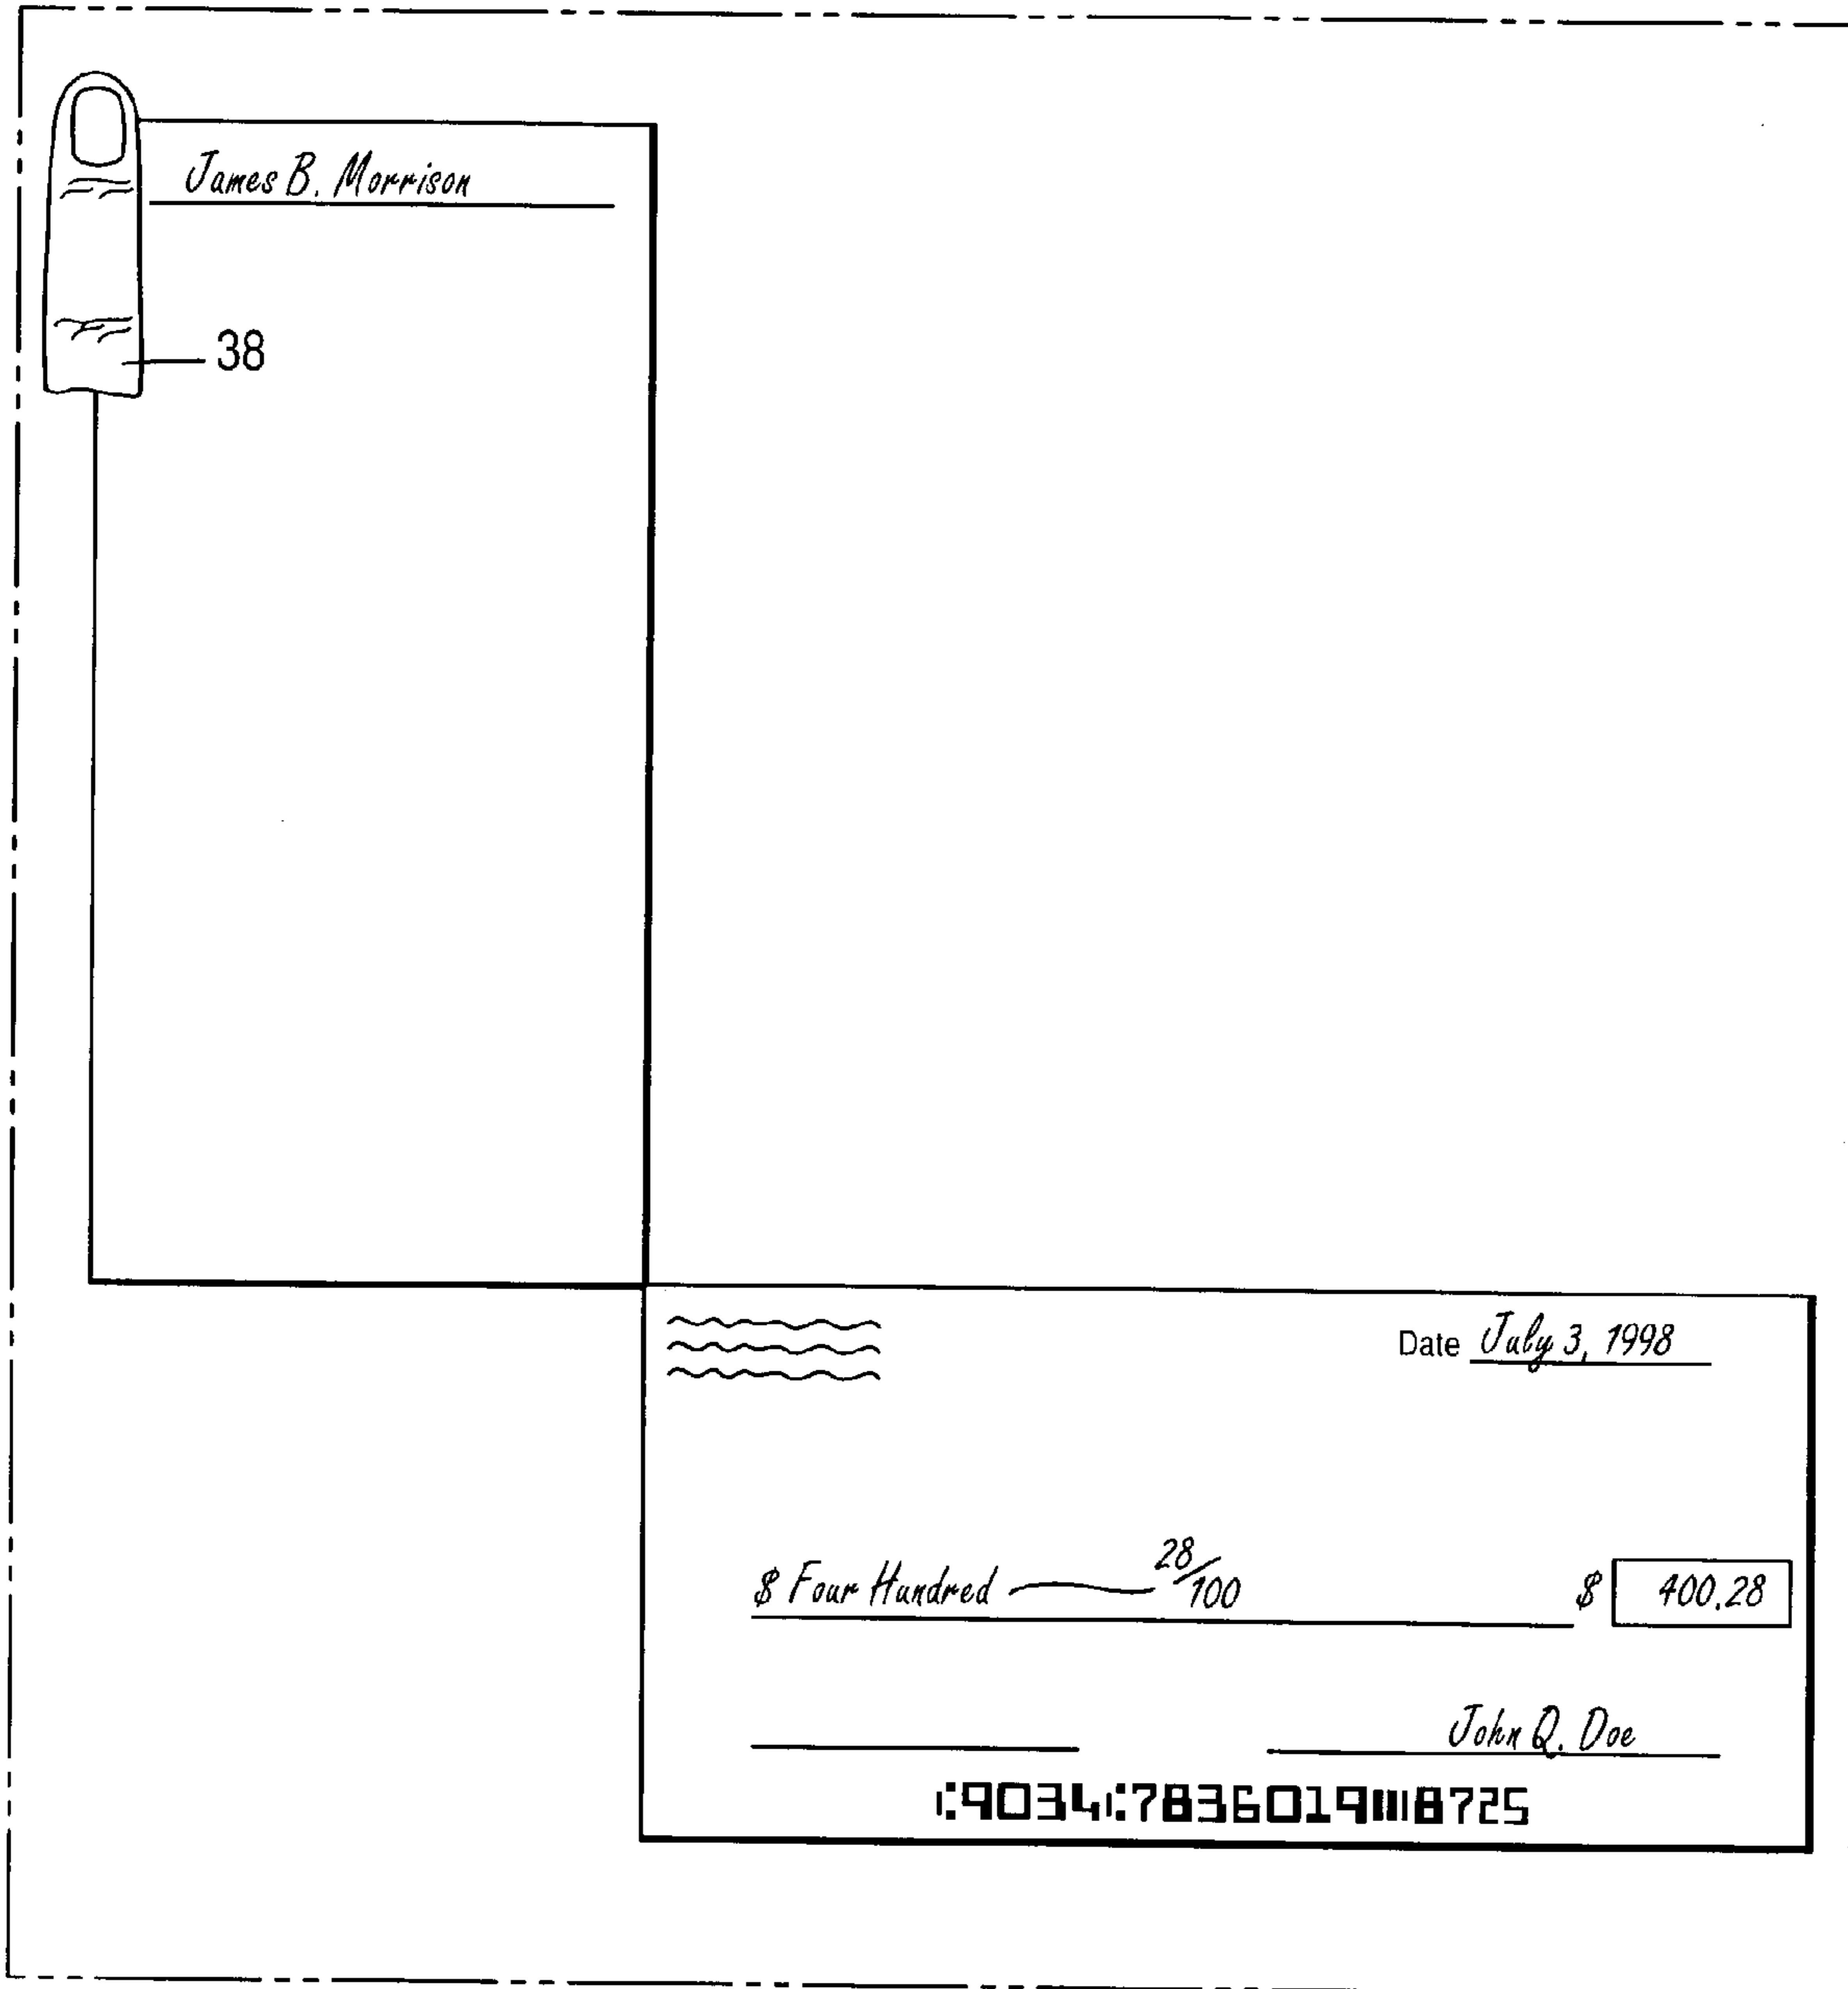 James B. Morrison
38
Date July 3, 1998
$ Four Hundred 28/100 $ 400.28
John Q. Doe
⑆9034⑆7836019⑈8725